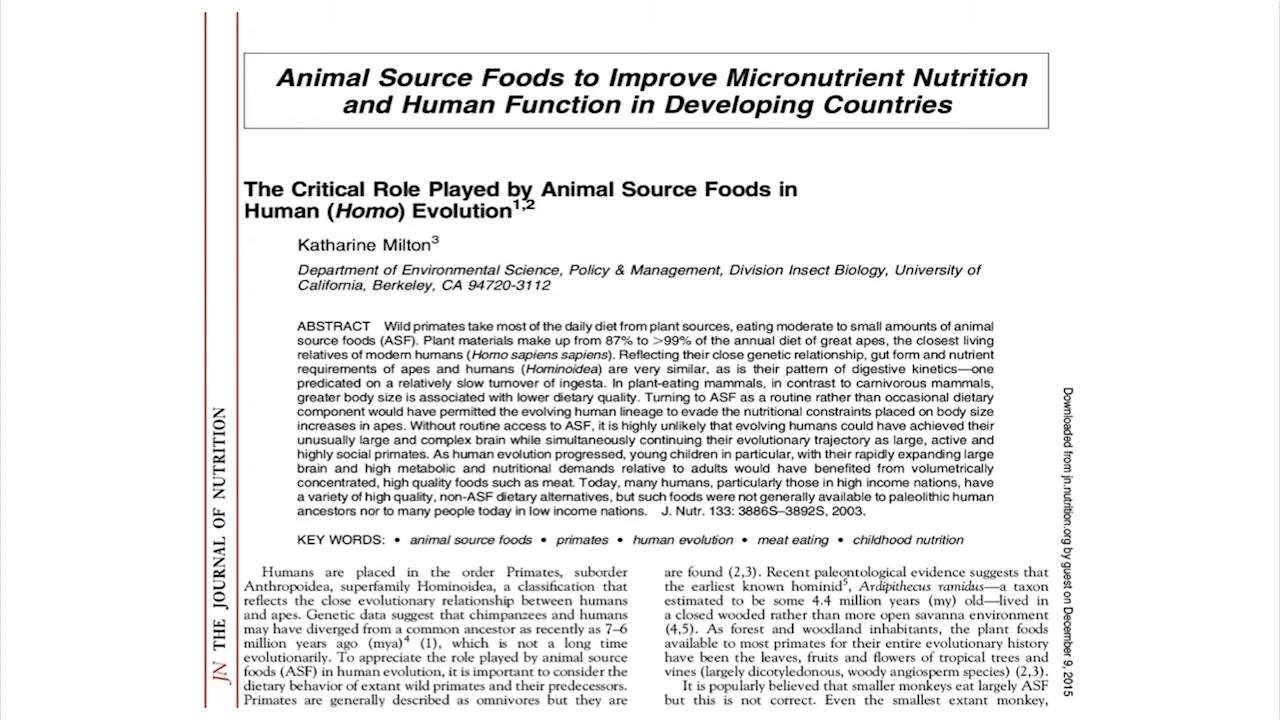 Animal Source Foods to Improve Micronutrient Nutrition
and Human Function in Developing Countries
The Critical Role Played by Animal Source Foods in
Human (Homo) Evolution1,2
Katharine Milton3
Department of Environmental Science, Policy & Management, Division Insect Biology, University of
California, Berkeley, CA 94720-3112
ABSTRACT Wild primates take most of the daily diet from plant sources, eating moderate to small amounts of animal
source foods (ASF). Plant materials make up from 87% to >99% of the annual diet of great apes, the closest living
relatives of modern humans (Homo sapiens sapiens). Reflecting their close genetic relationship, gut form and nutrient
requirements of apes and humans (Hominoidea) are very similar, as is their pattern of digestive kinetics—one
predicated on a relatively slow turnover of ingesta. In plant-eating mammals, in contrast to carnivorous mammals,
greater body size is associated with lower dietary quality. Turning to ASF as a routine rather than occasional dietary
component would have permitted the evolving human lineage to evade the nutritional constraints placed on body size
increases in apes. Without routine access to ASF, it is highly unlikely that evolving humans could have achieved their
unusually large and complex brain while simultaneously continuing their evolutionary trajectory as large, active and
highly social primates. As human evolution progressed, young children in particular, with their rapidly expanding large
brain and high metabolic and nutritional demands relative to adults would have benefited from volumetrically
concentrated, high quality foods such as meat. Today, many humans, particularly those in high income nations, have
a variety of high quality, non-ASF dietary alternatives, but such foods were not generally available to paleolithic human
ancestors nor to many people today in low income nations. J. Nutr. 133: 3886S–3892S, 2003.
KEY WORDS: • animal source foods • primates • human evolution • meat eating • childhood nutrition
Humans are placed in the order Primates, suborder
Anthropoidea, superfamily Hominoidea, a classification that
reflects the close evolutionary relationship between humans
and apes. Genetic data suggest that chimpanzees and humans
may have diverged from a common ancestor as recently as 7–6
million years ago (mya)4 (1), which is not a long time
evolutionarily. To appreciate the role played by animal source
foods (ASF) in human evolution, it is important to consider the
dietary behavior of extant wild primates and their predecessors.
Primates are generally described as omnivores but they are
are found (2,3). Recent paleontological evidence suggests that
the earliest known hominid5, Ardipithecus ramidus—a taxon
estimated to be some 4.4 million years (my) old—lived in
a closed wooded rather than more open savanna environment
(4,5). As forest and woodland inhabitants, the plant foods
available to most primates for their entire evolutionary history
have been the leaves, fruits and flowers of tropical trees and
vines (largely dicotyledonous, woody angiosperm species) (2,3).
It is popularly believed that smaller monkeys eat largely ASF
but this is not correct. Even the smallest extant monkey,
JN THE JOURNAL OF NUTRITION
Downloaded from jn.nutrition.org by guest on December 9, 2015